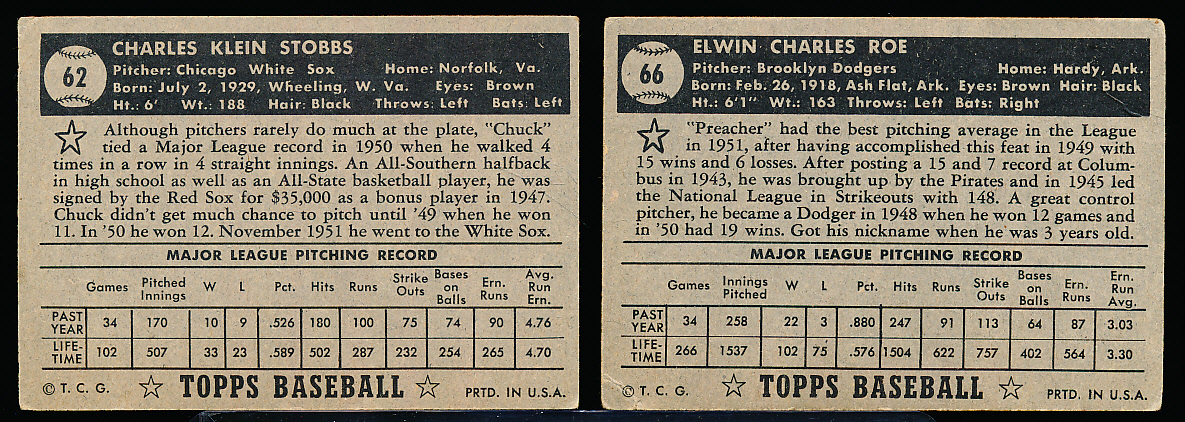 62
CHARLES KLEIN STOBBS
Pitcher: Chicago White Sox Home: Norfolk, Va.
Born: July 2, 1929, Wheeling, W. Va. Eyes: Brown
Ht.: 6' Wt.: 188 Hair: Black Throws: Left Bats: Left
Although pitchers rarely do much at the plate, "Chuck"
tied a Major League record in 1950 when he walked 4
times in a row in 4 straight innings. An All-Southern halfback
in high school as well as an All-State basketball player, he was
signed by the Red Sox for $35,000 as a bonus player in 1947.
Chuck didn't get much chance to pitch until '49 when he won
11. In '50 he won 12. November 1951 he went to the White Sox.
MAJOR LEAGUE PITCHING RECORD
Games Pitched Innings W L Pct. Hits Runs Strike Outs Bases on Balls Ern. Runs Avg. Run Ern.
PAST YEAR 34 170 10 9 .526 180 100 75 74 90 4.76
LIFE-TIME 102 507 33 23 .589 502 287 232 254 265 4.70
© T. C. G. TOPPS BASEBALL PRTD. IN U.S.A.
66
ELWIN CHARLES ROE
Pitcher: Brooklyn Dodgers Home: Hardy, Ark.
Born: Feb. 26, 1918, Ash Flat, Ark. Eyes: Brown Hair: Black
Ht.: 6'1" Wt.: 163 Throws: Left Bats: Right
"Preacher" had the best pitching average in the League
in 1951, after having accomplished this feat in 1949 with
15 wins and 6 losses. After posting a 15 and 7 record at Colum-
bus in 1943, he was brought up by the Pirates and in 1945 led
the National League in Strikeouts with 148. A great control
pitcher, he became a Dodger in 1948 when he won 12 games and
in '50 had 19 wins. Got his nickname when he was 3 years old.
MAJOR LEAGUE PITCHING RECORD
Games Innings Pitched W L Pct. Hits Runs Strike Outs Bases on Balls Ern. Runs Ern. Run Avg.
PAST YEAR 34 258 22 3 .880 247 91 113 64 87 3.03
LIFE-TIME 266 1537 102 75 .576 1504 622 757 402 564 3.30
© T. C. G. TOPPS BASEBALL PRTD. IN U.S.A.